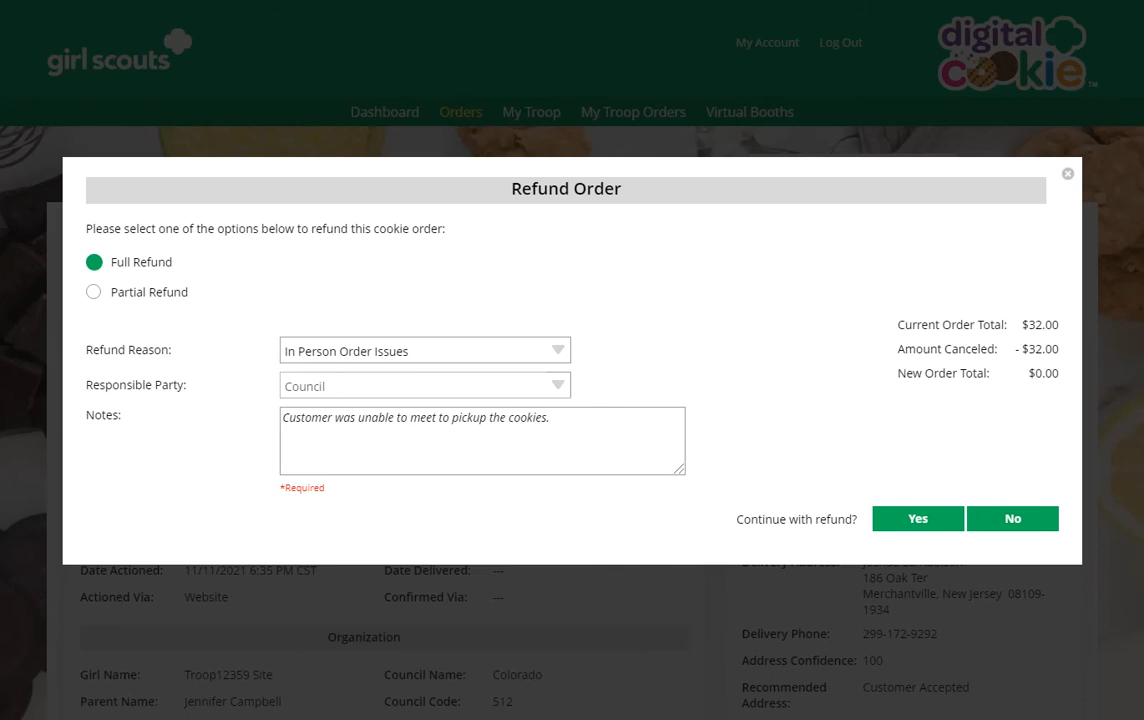 girl scouts
My Account Log Out
digital cookie™
Dashboard Orders My Troop My Troop Orders Virtual Booths
Refund Order
Please select one of the options below to refund this cookie order:
Full Refund
Partial Refund
Current Order Total: $32.00
Refund Reason: In Person Order Issues
Amount Canceled: - $32.00
New Order Total: $0.00
Responsible Party: Council
Notes: Customer was unable to meet to pickup the cookies.
*Required
Continue with refund? Yes No
Date Actioned: 11/11/2021 6:35 PM CST Date Delivered: ---
Actioned Via: Website Confirmed Via: ---
Organization
Girl Name: Troop12359 Site Council Name: Colorado
Parent Name: Jennifer Campbell Council Code: 512
Delivery Address:
186 Oak Ter
Merchantville, New Jersey 08109-
1934
Delivery Phone: 299-172-9292
Address Confidence: 100
Recommended Customer Accepted
Address: